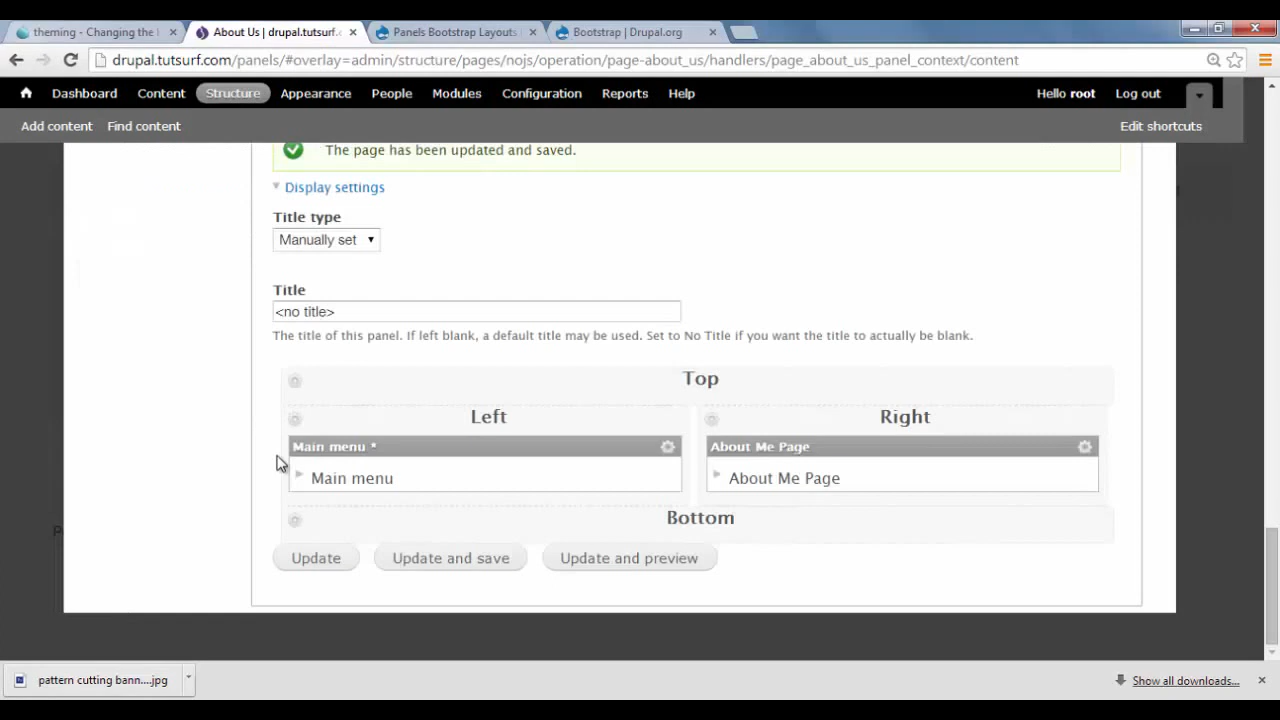 theming - Changing the
About Us | drupal.tutsurf.c
Panels Bootstrap Layouts
Bootstrap | Drupal.org
drupal.tutsurf.com/panels/#overlay=admin/structure/pages/nojs/operation/page-about_us/handlers/page_about_us_panel_context/content
Dashboard Content Structure Appearance People Modules Configuration Reports Help Hello root Log out
Add content Find content Edit shortcuts
The page has been updated and saved.
Display settings
Title type
Manually set
Title
<no title>
The title of this panel. If left blank, a default title may be used. Set to No Title if you want the title to actually be blank.
Top
Left Right
Main menu * About Me Page
Main menu About Me Page
Bottom
Update Update and save Update and preview
pattern cutting bann....jpg Show all downloads...